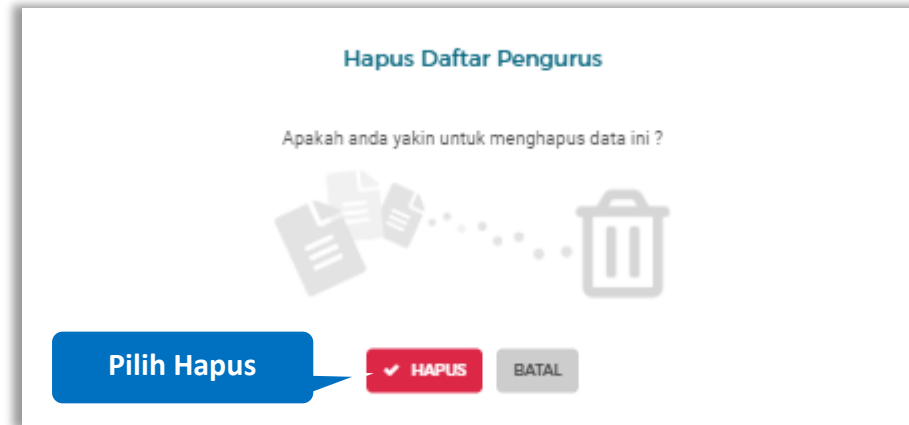 Hapus Daftar Pengurus
Apakah anda yakin untuk menghapus data ini ?
Pilih Hapus
HAPUS
BATAL